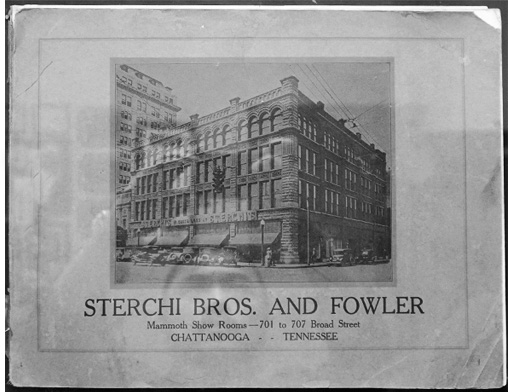 STERCHI BROS. AND FOWLER
Mammoth Show Rooms—701 to 707 Broad Street
CHATTANOOGA - - TENNESSEE